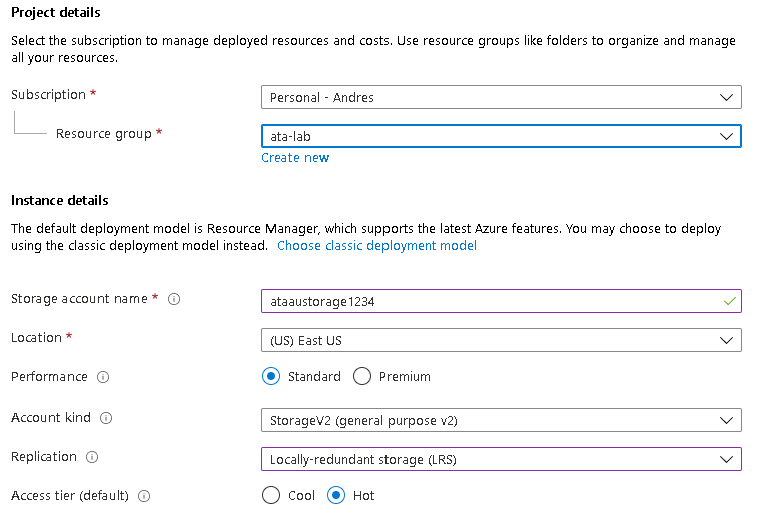 Project details
Select the subscription to manage deployed resources and costs. Use resource groups like folders to organize and manage
all your resources.
Subscription *
Personal - Andres
Resource group *
ata-lab
Create new
Instance details
The default deployment model is Resource Manager, which supports the latest Azure features. You may choose to deploy
using the classic deployment model instead. Choose classic deployment model
Storage account name *
ataaustorage1234
Location *
(US) East US
Performance
Standard Premium
Account kind
StorageV2 (general purpose v2)
Replication
Locally-redundant storage (LRS)
Access tier (default)
Cool Hot